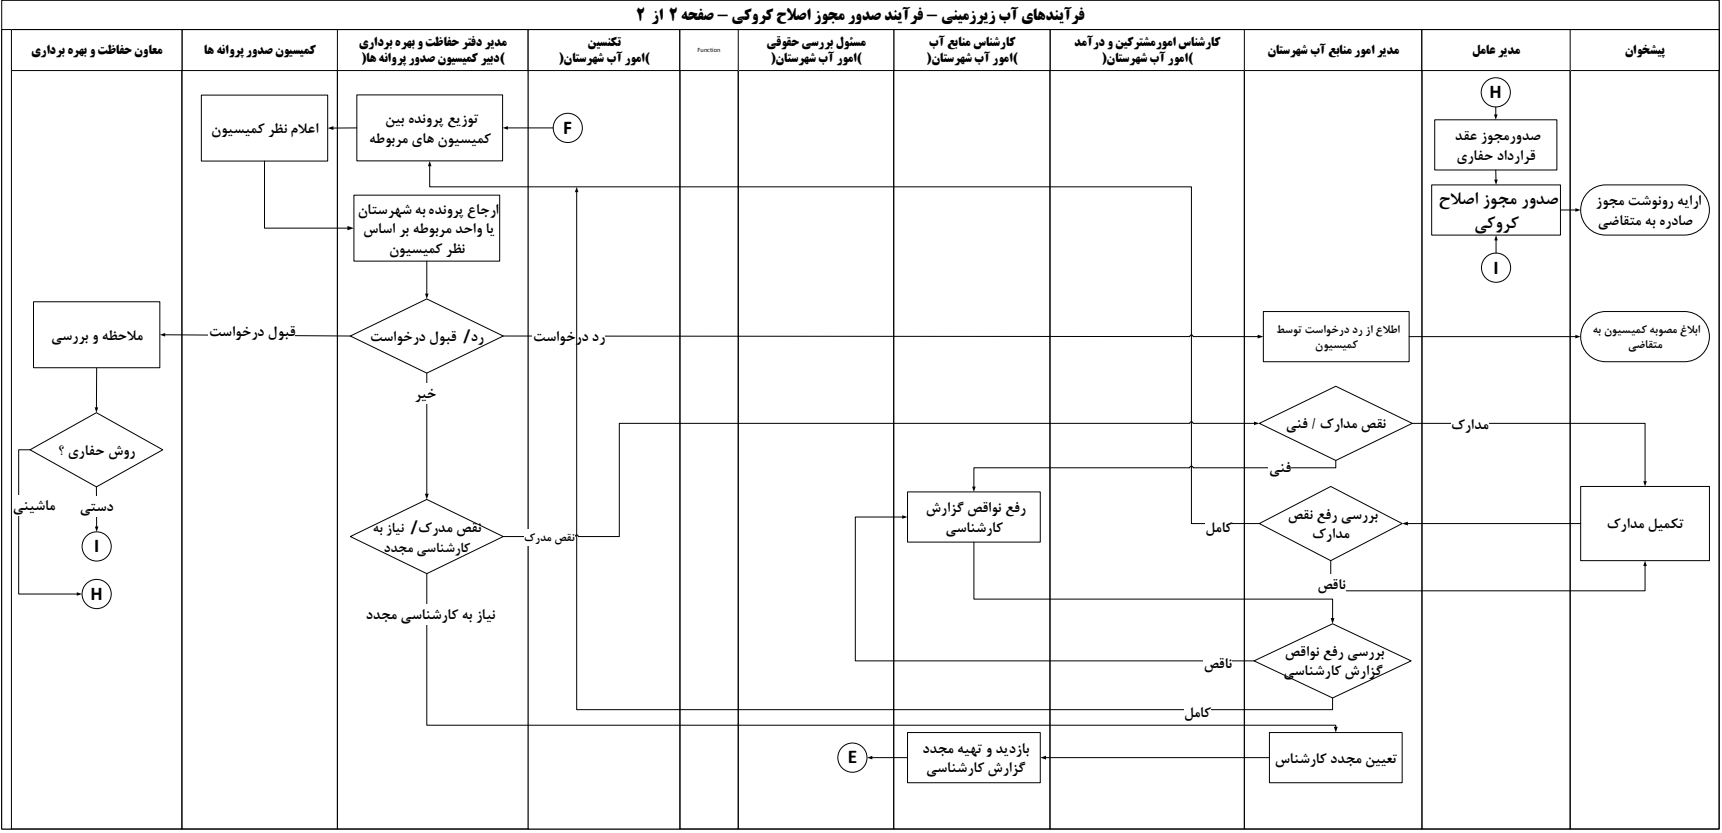 فرآیندهای آب زیرزمینی – فرآیند صدور مجوز اصلاح کروکی – صفحه ۲ از ۲
پیشخوان
مدیر عامل
مدیر امور منابع آب شهرستان
کارشناس امورمشترکین و درآمد
)امور آب شهرستان(
کارشناس منابع آب
)امور آب شهرستان(
مسئول بررسی حقوقی
)امور آب شهرستان(
Function
تکنسین
)امور آب شهرستان(
مدیر دفتر حفاظت و بهره برداری
)دبیر کمیسیون صدور پروانه ها(
کمیسیون صدور پروانه ها
معاون حفاظت و بهره برداری
H
صدورمجوز عقد
قرارداد حفاری
صدور مجوز اصلاح
کروکی
ارایه رونوشت مجوز
صادره به متقاضی
I
F
توزیع پرونده بین
کمیسیون های مربوطه
اعلام نظر کمیسیون
ارجاع پرونده به شهرستان
یا واحد مربوطه بر اساس
نظر کمیسیون
رد/ قبول درخواست
قبول درخواست
ملاحظه و بررسی
رد درخواست
اطلاع از رد درخواست توسط
کمیسیون
ابلاغ مصوبه کمیسیون به
متقاضی
خیر
روش حفاری ؟
ماشینی
دستی
I
H
نقص مدارک / فنی
مدارک
فنی
تکمیل مدارک
بررسی رفع نقص
مدارک
کامل
ناقص
رفع نواقص گزارش
کارشناسی
نقص مدرک/ نیاز به
کارشناسی مجدد
نقص مدرک
نیاز به کارشناسی مجدد
بررسی رفع نواقص
گزارش کارشناسی
ناقص
کامل
تعیین مجدد کارشناس
بازدید و تهیه مجدد
گزارش کارشناسی
E